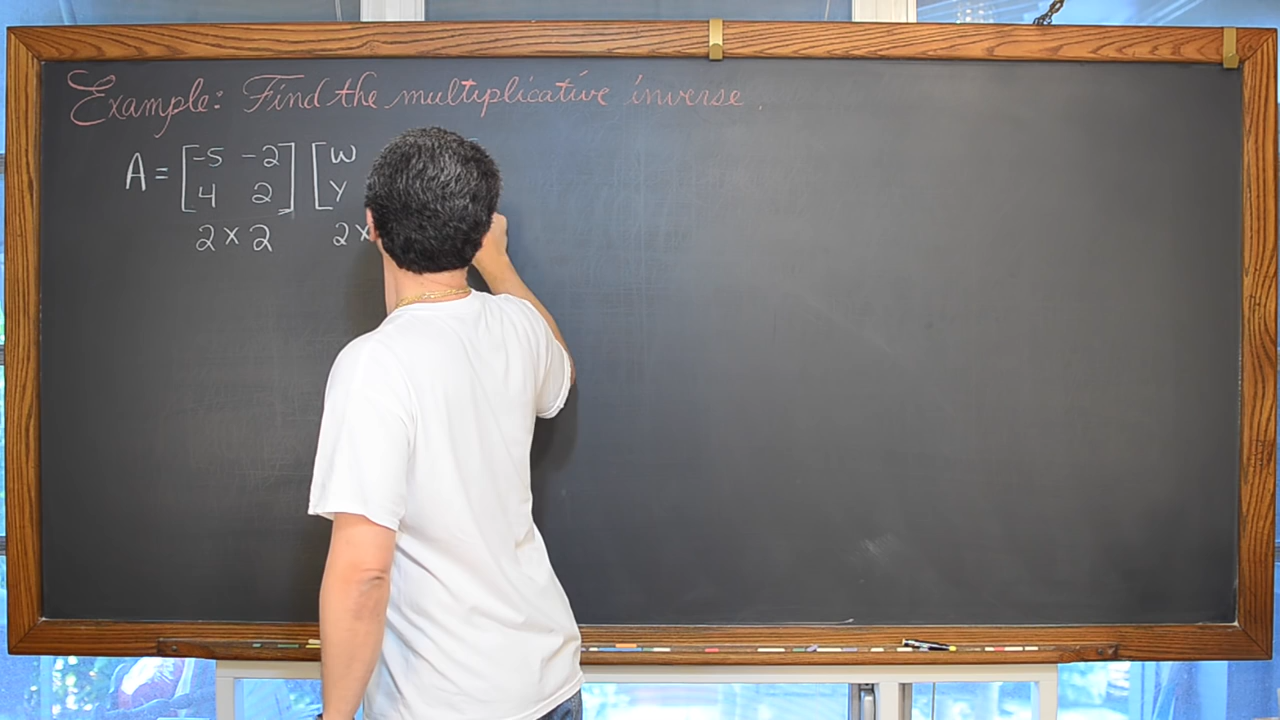 Example: Find the multiplicative inverse.
A = [-5 -2] [w
4 2 y
2 x 2 2 x